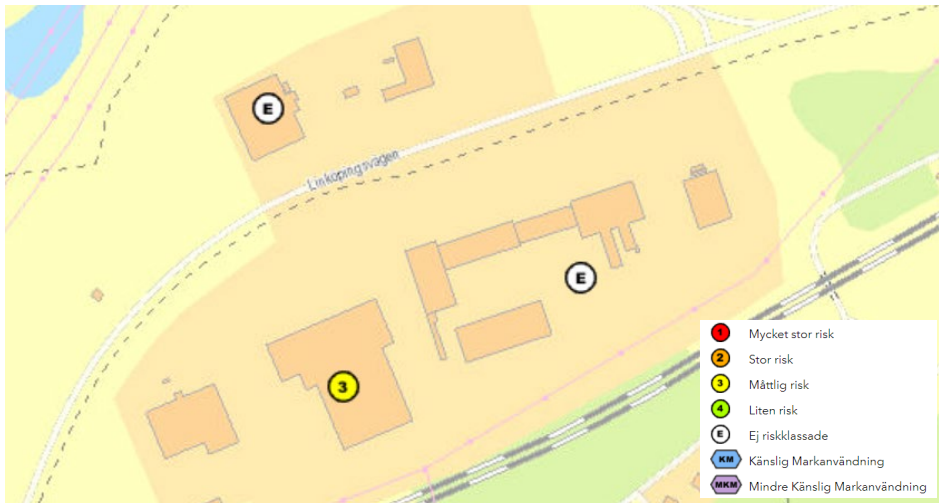 E
Linköpingsvägen
E
3
1 Mycket stor risk
2 Stor risk
3 Måttlig risk
4 Liten risk
E Ej riskklassade
KM Känslig Markanvändning
MKM Mindre Känslig Markanvändning